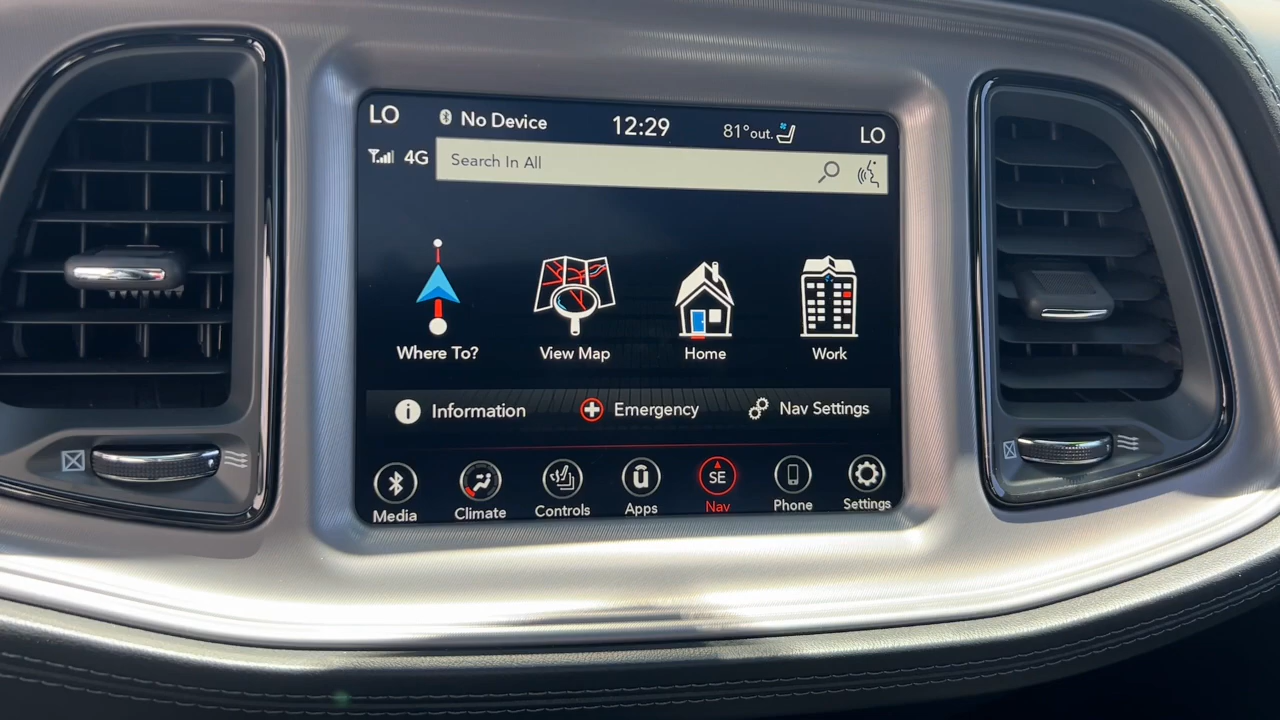 LO No Device 12:29 81°out. LO
4G Search In All
Where To? View Map Home Work
Information Emergency Nav Settings
SE
Media Climate Controls Apps Nav Phone Settings